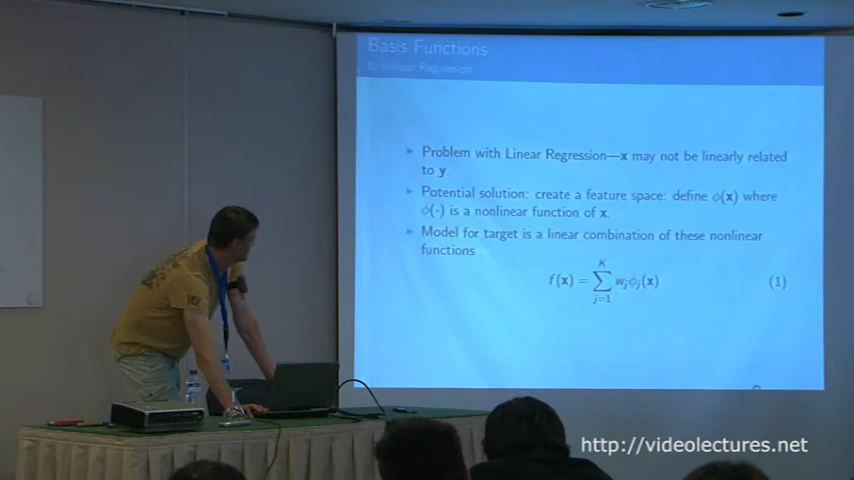 Basis Functions
Nonlinear Regression
Problem with Linear Regression—x may not be linearly related
to y.
Potential solution: create a feature space: define ϕ(x) where
ϕ(·) is a nonlinear function of x.
Model for target is a linear combination of these nonlinear
functions
f(x) = ∑_{j=1}^{K} w_jϕ_j(x) (1)
http://videolectures.net